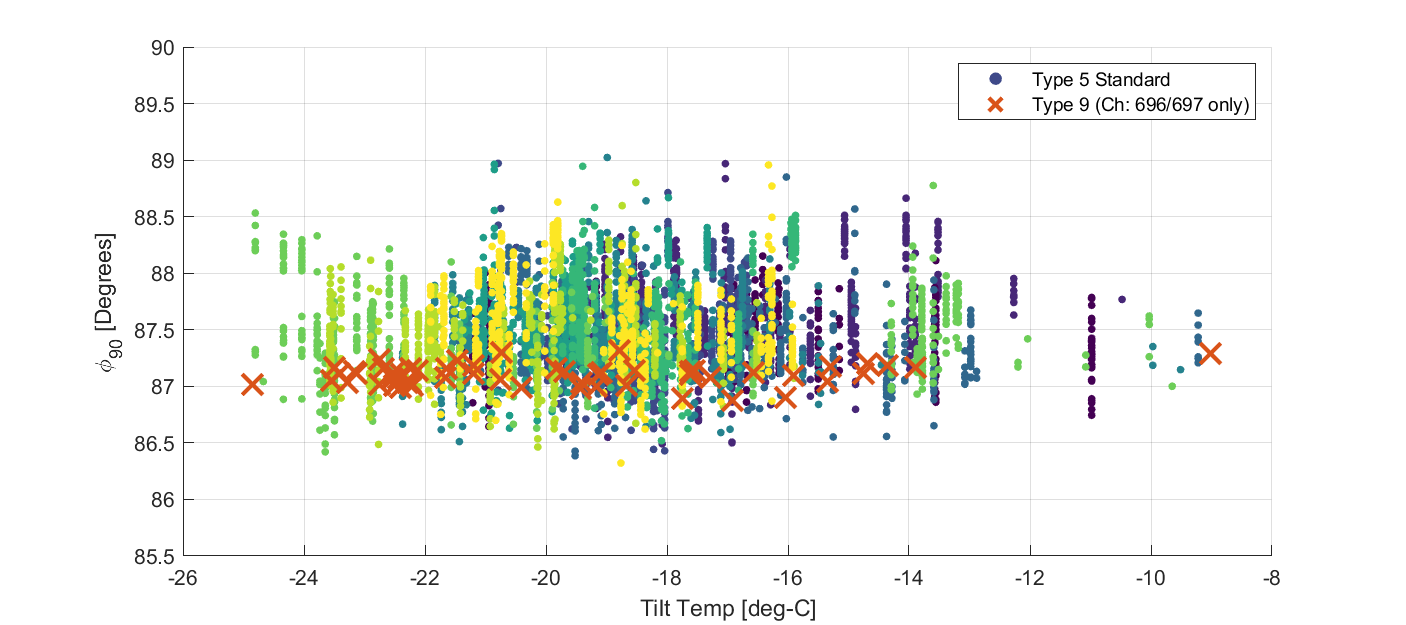 90
89.5
89
88.5
88
87.5
87
86.5
86
85.5
ϕ90 [Degrees]
Type 5 Standard
Type 9 (Ch: 696/697 only)
-26 -24 -22 -20 -18 -16 -14 -12 -10 -8
Tilt Temp [deg-C]